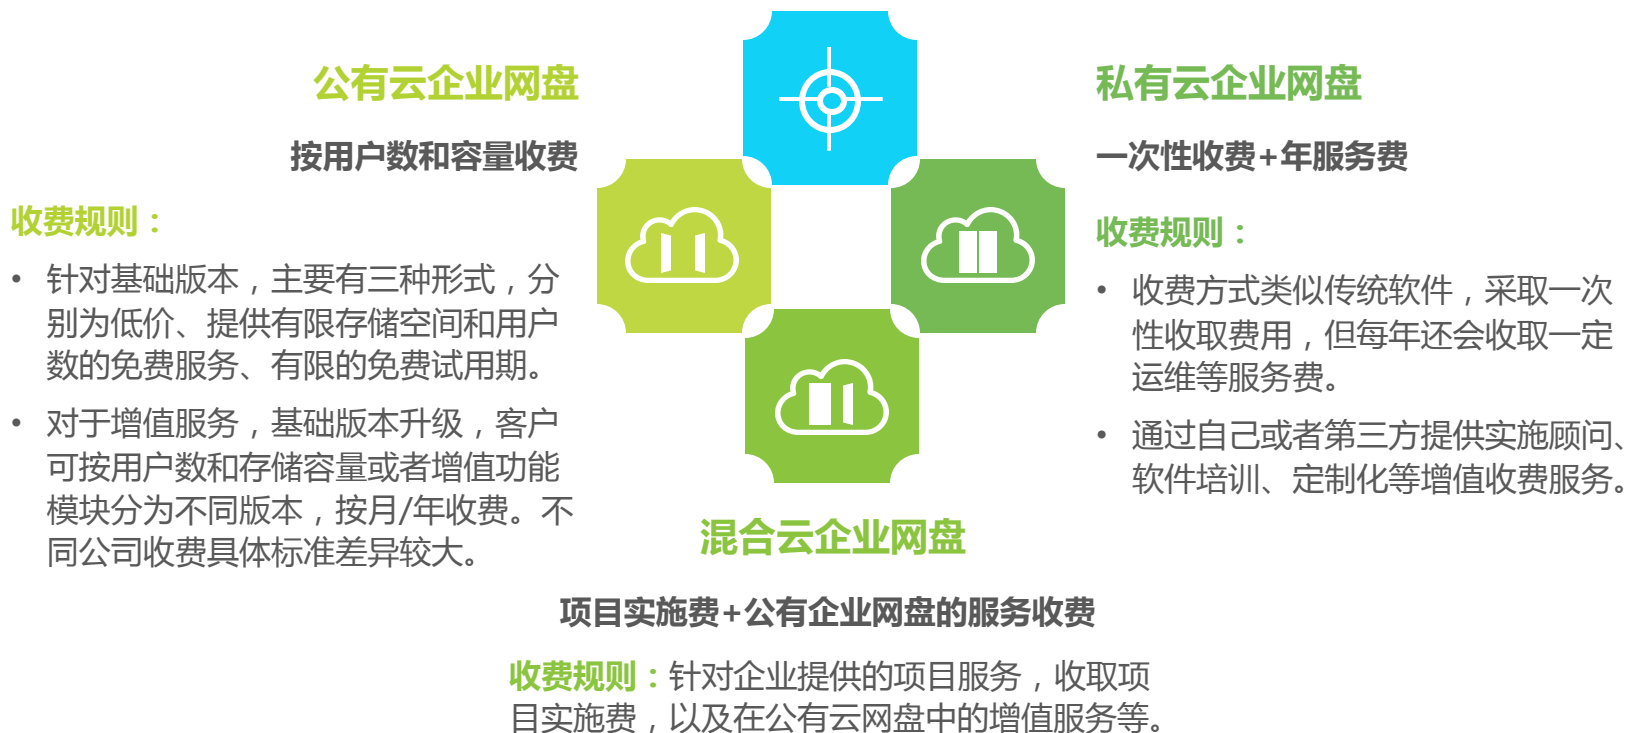 公有云企业网盘
按用户数和容量收费
收费规则：
• 针对基础版本，主要有三种形式，分
别为低价、提供有限存储空间和用户
数的免费服务、有限的免费试用期。
• 对于增值服务，基础版本升级，客户
可按用户数和存储容量或者增值功能
模块分为不同版本，按月/年收费。不
同公司收费具体标准差异较大。
私有云企业网盘
一次性收费+年服务费
收费规则：
• 收费方式类似传统软件，采取一次
性收取费用，但每年还会收取一定
运维等服务费。
• 通过自己或者第三方提供实施顾问、
软件培训、定制化等增值收费服务。
混合云企业网盘
项目实施费+公有企业网盘的服务收费
收费规则：针对企业提供的项目服务，收取项
目实施费，以及在公有云网盘中的增值服务等。